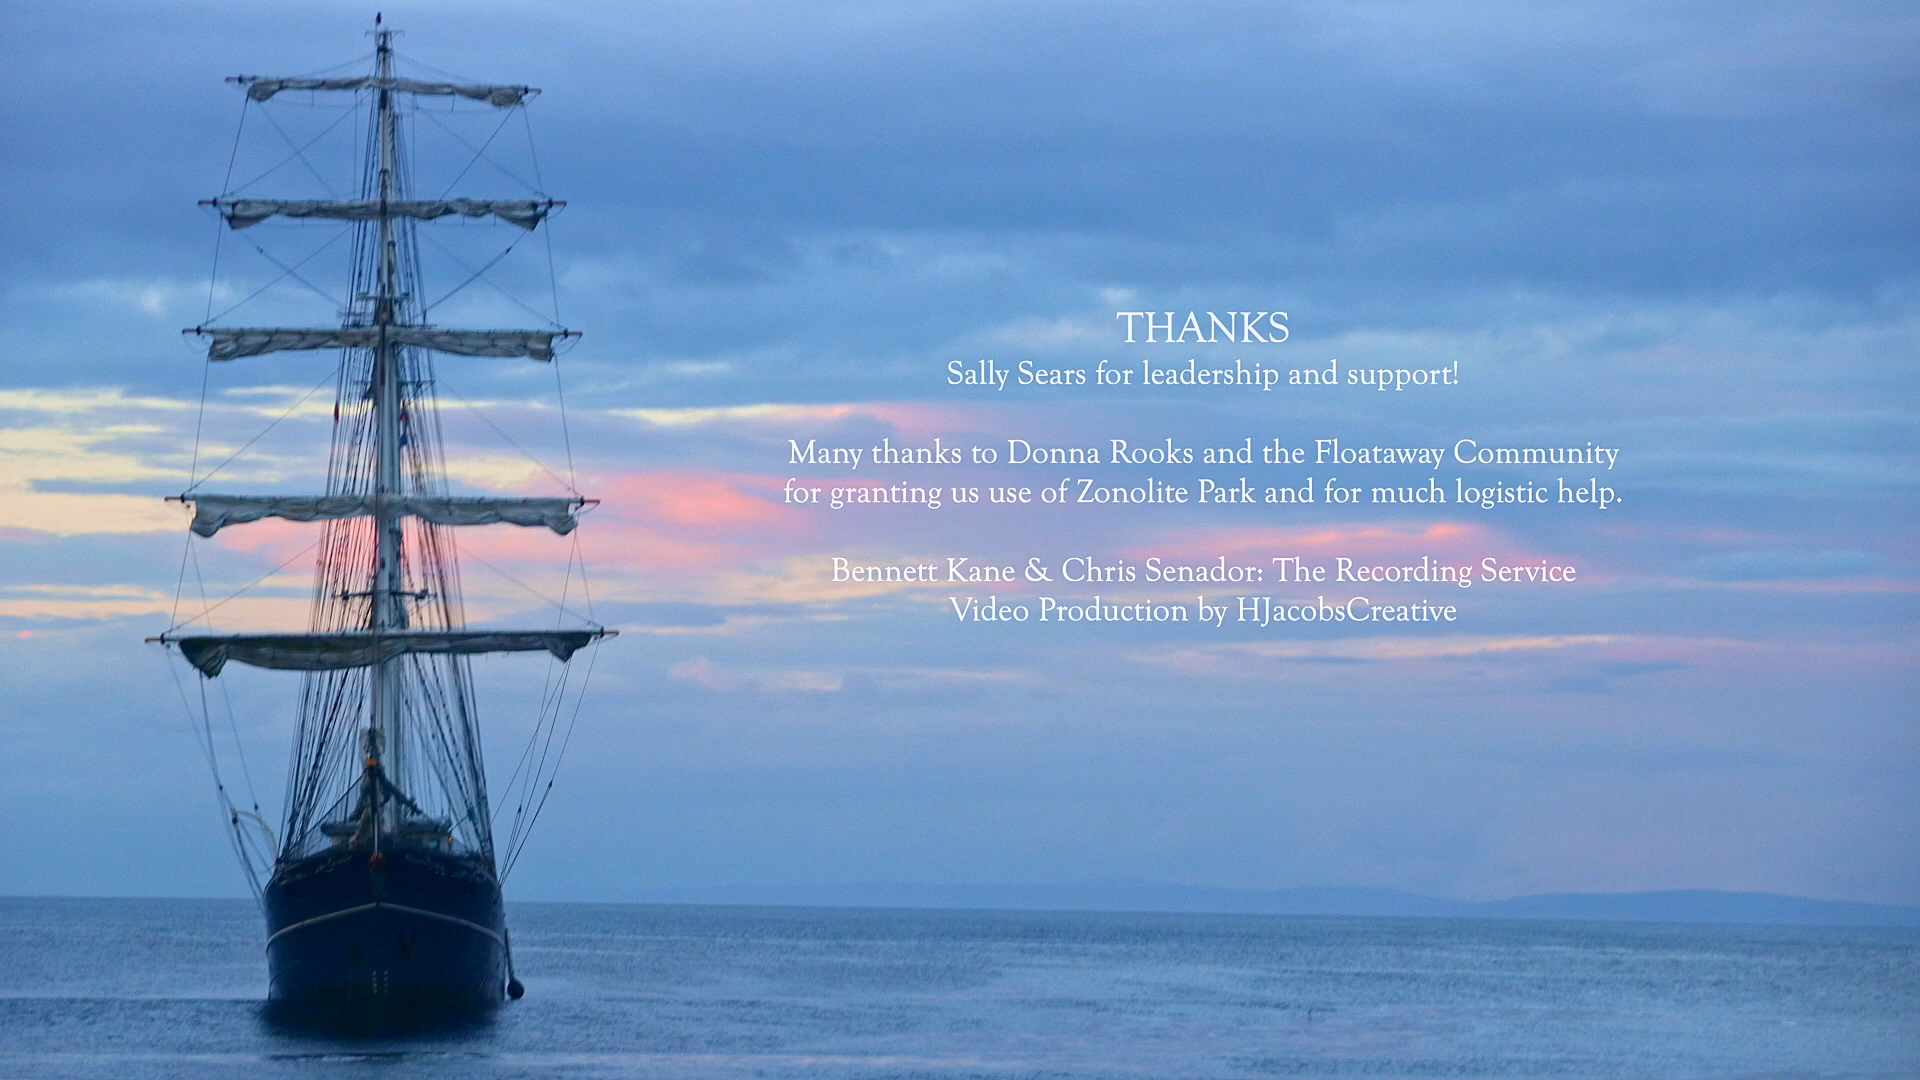 THANKS
Sally Sears for leadership and support!
Many thanks to Donna Rooks and the Floataway Community
for granting us use of Zonolite Park and for much logistic help.
Bennett Kane & Chris Senador: The Recording Service
Video Production by HJacobsCreative